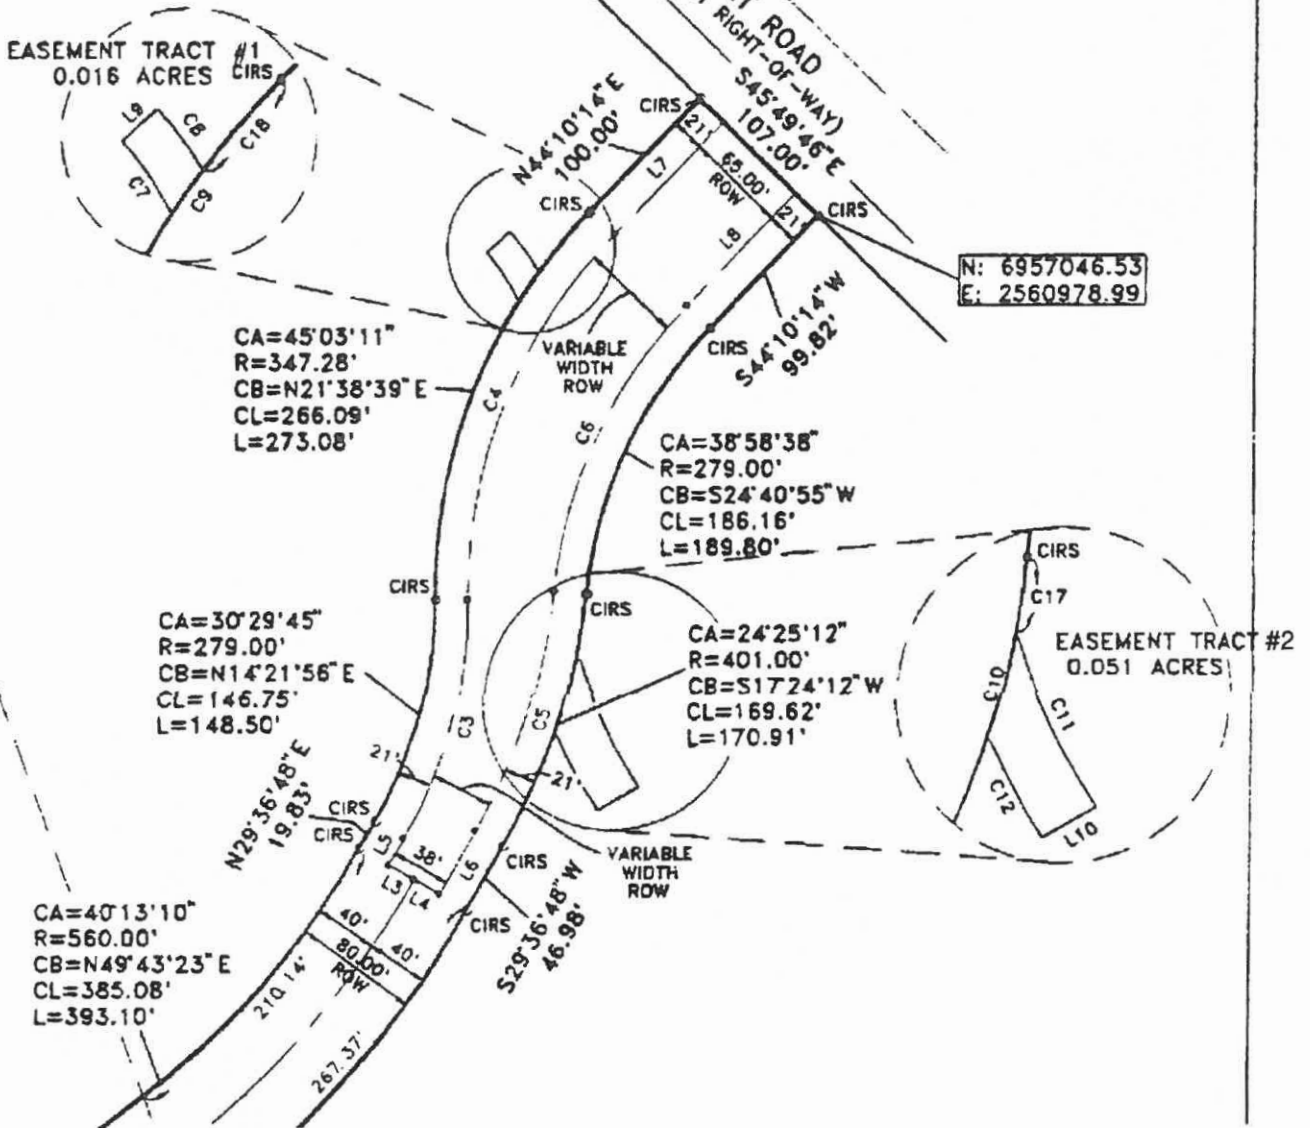 EASEMENT TRACT #1
0.016 ACRES
CIRS
L9
C8
C18
C7
C9
ROAD
RIGHT-OF-WAY)
S45°49'46"E
107.00'
CIRS
21'
N44°10'14"E
100.00'
L7
65.00'
ROW
CIRS
21'
CIRS
L8
N: 6957046.53
E: 2560978.99
S44°10'14"W
99.82'
CIRS
VARIABLE
WIDTH
ROW
CA=45°03'11"
R=347.28'
CB=N21°38'39"E
CL=266.09'
L=273.08'
C4
C6
CA=38°58'38"
R=279.00'
CB=S24°40'55"W
CL=186.16'
L=189.80'
CIRS
CIRS
CIRS
C17
EASEMENT TRACT #2
0.051 ACRES
C10
C11
C12
L10
CA=30°29'45"
R=279.00'
CB=N14°21'56"E
CL=146.75'
L=148.50'
CA=24°25'12"
R=401.00'
CB=S17°24'12"W
CL=169.62'
L=170.91'
C3
C5
21'
21'
N29°36'48"E
19.83'
CIRS
CIRS
L5
38'
L6
L3
L4
CIRS
VARIABLE
WIDTH
ROW
CIRS
S29°36'48"W
46.98'
CA=40°13'10"
R=560.00'
CB=N49°43'23"E
CL=385.08'
L=393.10'
40'
40'
80.00'
ROW
210.14'
267.37'